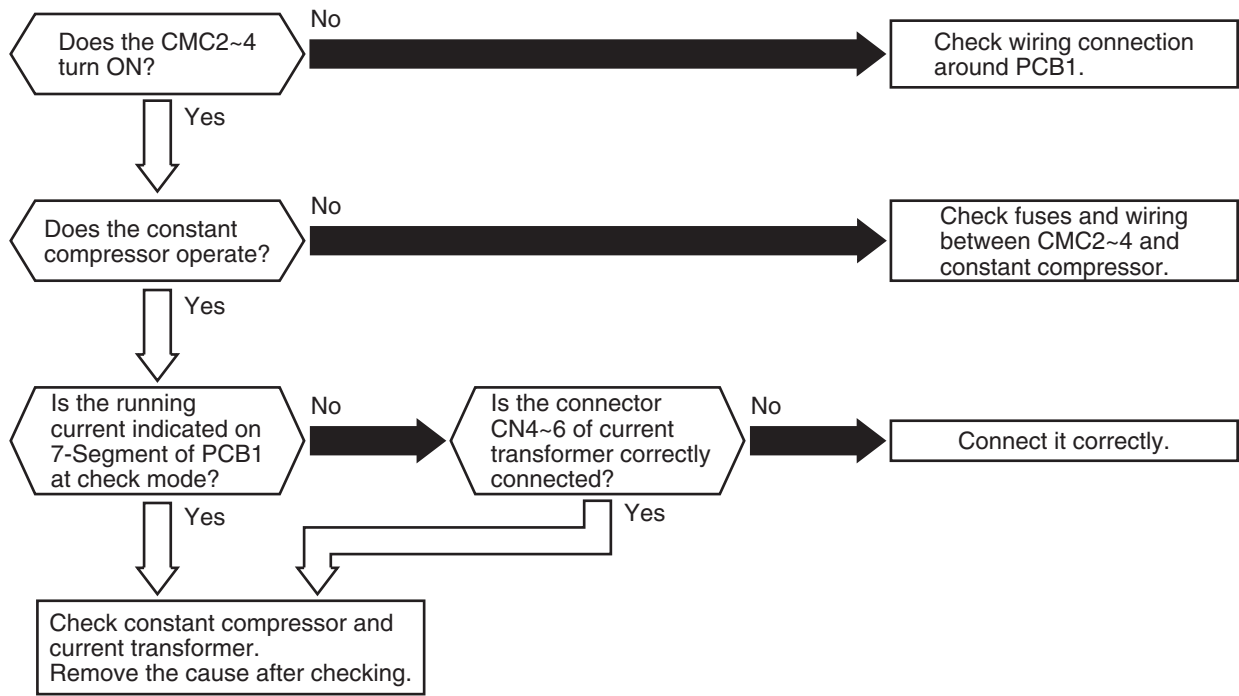 No
Does the CMC2~4
turn ON?
Check wiring connection
around PCB1.
Yes
No
Does the constant
compressor operate?
Check fuses and wiring
between CMC2~4 and
constant compressor.
Yes
Is the running
current indicated on
7-Segment of PCB1
at check mode?
No
Is the connector
CN4~6 of current
transformer correctly
connected?
No
Connect it correctly.
Yes
Yes
Check constant compressor and
current transformer.
Remove the cause after checking.